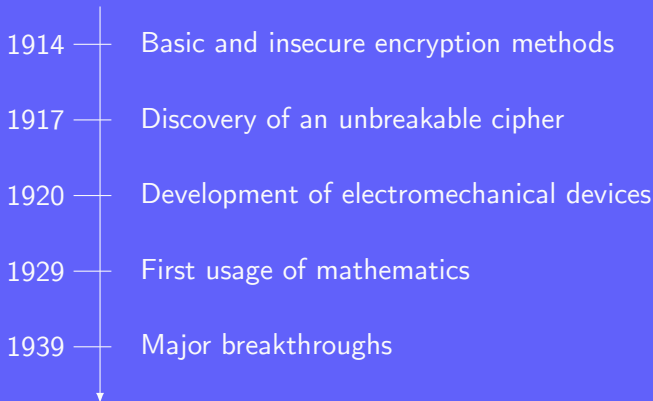 1914 Basic and insecure encryption methods
1917 Discovery of an unbreakable cipher
1920 Development of electromechanical devices
1929 First usage of mathematics
1939 Major breakthroughs